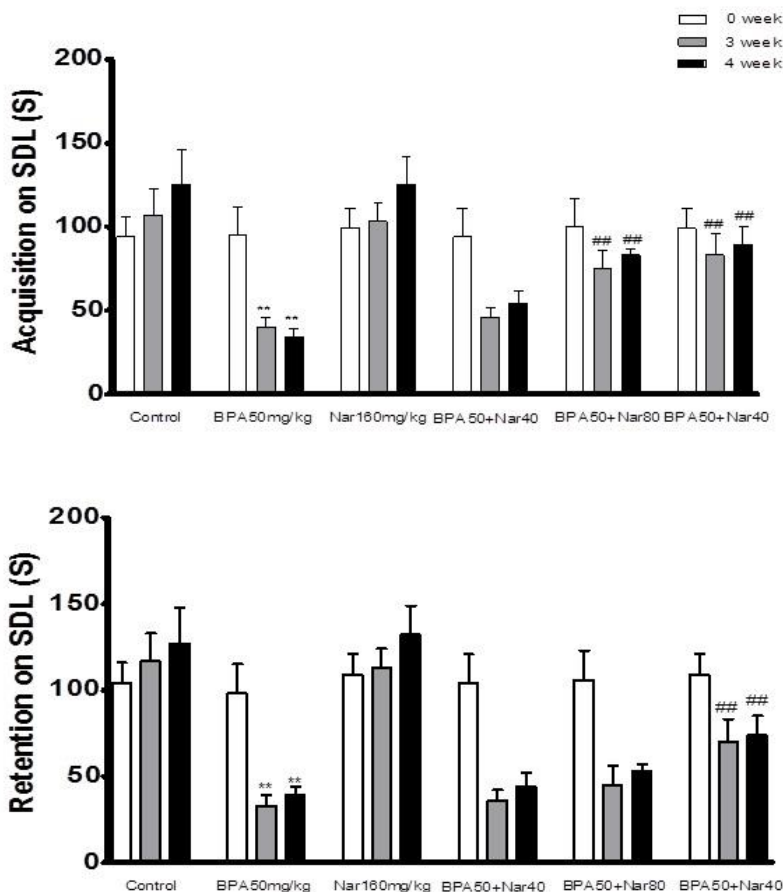 0 week
3 week
4 week
Acquisition on SDL (S)
200
150
100
50
0
** ** ## ## ## ##
Control BPA50mg/kg Nar160mg/kg BPA50+Nar40 BPA50+Nar80 BPA50+Nar40
Retention on SDL (S)
200
150
100
50
0
** ** ## ##
Control BPA50mg/kg Nar160mg/kg BPA50+Nar40 BPA50+Nar80 BPA50+Nar40